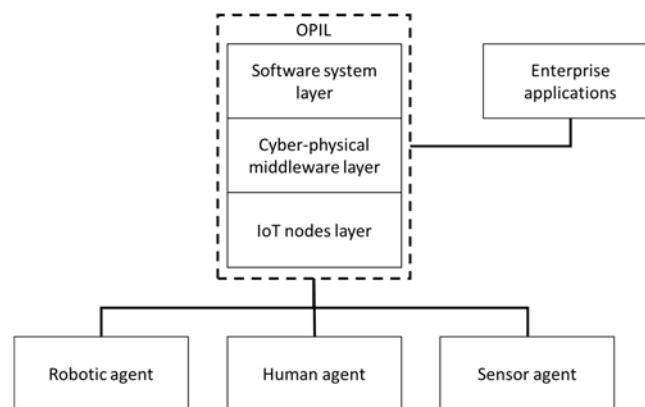 OPIL
Software system
layer
Enterprise
applications
Cyber-physical
middleware layer
IoT nodes layer
Robotic agent
Human agent
Sensor agent